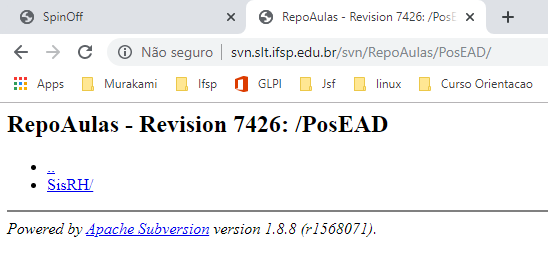 SpinOff
RepoAulas - Revision 7426: /PosE
Não seguro
svn.slt.ifsp.edu.br/svn/RepoAulas/PosEAD/
Apps Murakami Ifsp GLPI Jsf linux Curso Orientacao
RepoAulas - Revision 7426: /PosEAD
..
SisRH/
Powered by Apache Subversion version 1.8.8 (r1568071).